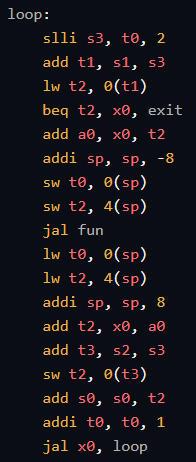 loop:
    slli s3, t0, 2
    add t1, s1, s3
    lw t2, 0(t1)
    beq t2, x0, exit
    add a0, x0, t2
    addi sp, sp, -8
    sw t0, 0(sp)
    sw t2, 4(sp)
    jal fun
    lw t0, 0(sp)
    lw t2, 4(sp)
    addi sp, sp, 8
    add t2, x0, a0
    add t3, s2, s3
    sw t2, 0(t3)
    add s0, s0, t2
    addi t0, t0, 1
    jal x0, loop